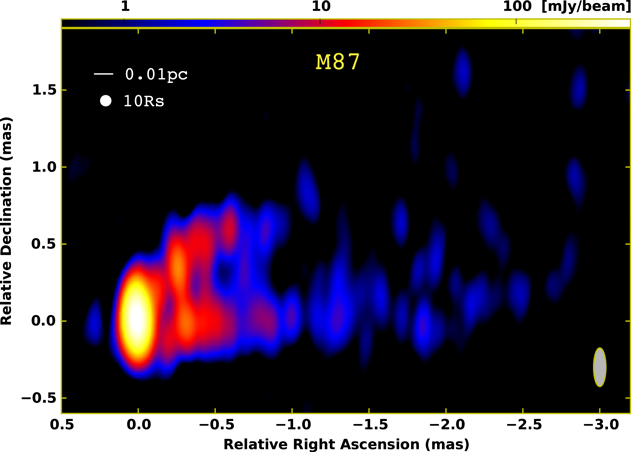 1 10 100 [mJy/beam]
M87
0.01pc
10Rs
1.5
1.0
0.5
0.0
−0.5
Relative Declination (mas)
0.5 0.0 −0.5 −1.0 −1.5 −2.0 −2.5 −3.0
Relative Right Ascension (mas)